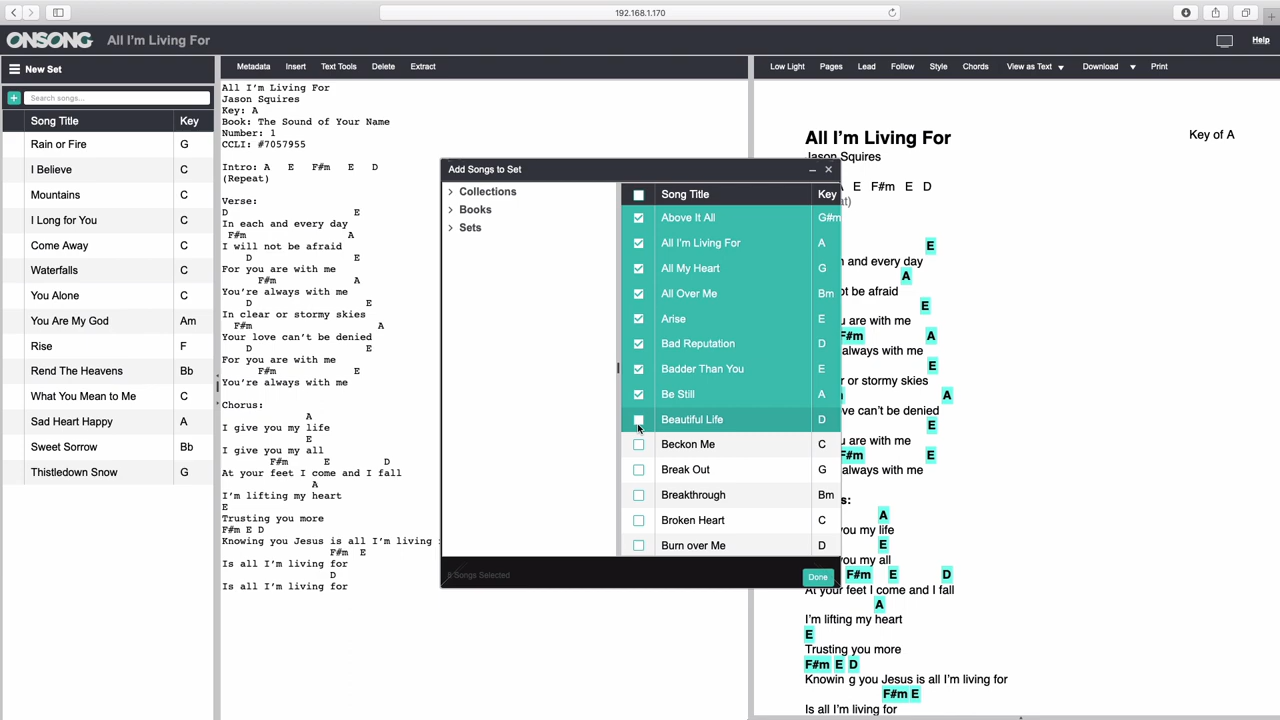 192.168.1.170
ONSONG All I'm Living For
Help
New Set
Search songs...
Song Title Key
Rain or Fire G
I Believe C
Mountains C
I Long for You C
Come Away C
Waterfalls C
You Alone C
You Are My God Am
Rise F
Rend The Heavens Bb
What You Mean to Me C
Sad Heart Happy A
Sweet Sorrow Bb
Thistledown Snow G
Metadata Insert Text Tools Delete Extract
All I'm Living For
Jason Squires
Key: A
Book: The Sound of Your Name
Number: 1
CCLI: #7057955
Intro: A E F#m E D
(Repeat)
Verse:
D E
In each and every day
F#m A
I will not be afraid
D E
For you are with me
F#m A
You're always with me
D E
In clear or stormy skies
F#m A
Your love can't be denied
D E
For you are with me
F#m E
You're always with me
Chorus:
A
I give you my life
E
I give you my all
F#m E D
At your feet I come and I fall
A
I'm lifting my heart
E
Trusting you more
F#m E D
Knowing you Jesus is all I'm living
F#m E
Is all I'm living for
D
Is all I'm living for
Add Songs to Set
Collections
Books
Sets
Song Title Key
Above It All G#m
All I'm Living For A
All My Heart G
All Over Me Bm
Arise E
Bad Reputation D
Badder Than You E
Be Still A
Beautiful Life D
Beckon Me C
Break Out G
Breakthrough Bm
Broken Heart C
Burn over Me D
8 Songs Selected
Done
Low Light Pages Lead Follow Style Chords View as Text Download Print
All I'm Living For Key of A
Jason Squires
E F#m E D
at)
E
and every day
A
ot be afraid
E
u are with me
F#m A
always with me
E
r or stormy skies
A
ve can't be denied
E
u are with me
F#m E
always with me
s:
A
ou my life
E
ou my all
F#m E D
At your feet I come and I fall
A
I'm lifting my heart
E
Trusting you more
F#m E D
Knowin g you Jesus is all I'm living for
F#m E
Is all I'm living for